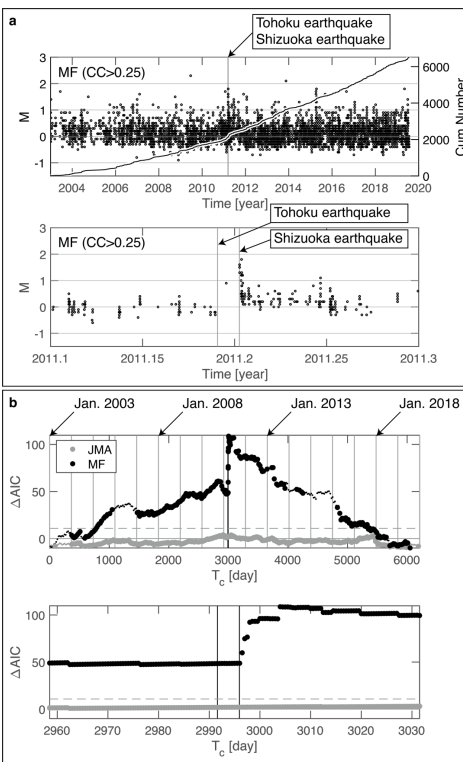 a
Tohoku earthquake
Shizuoka earthquake
MF (CC>0.25)
3
2
1
0
-1
M
6000
4000
2000
0
Cum Number
2004 2006 2008 2010 2012 2014 2016 2018 2020
Time [year]
Tohoku earthquake
Shizuoka earthquake
MF (CC>0.25)
3
2
1
0
-1
M
2011.1 2011.15 2011.2 2011.25 2011.3
Time [year]
b
Jan. 2003 Jan. 2008 Jan. 2013 Jan. 2018
JMA
MF
100
50
0
ΔAIC
0 1000 2000 3000 4000 5000 6000
Tc [day]
100
50
0
ΔAIC
2960 2970 2980 2990 3000 3010 3020 3030
Tc [day]